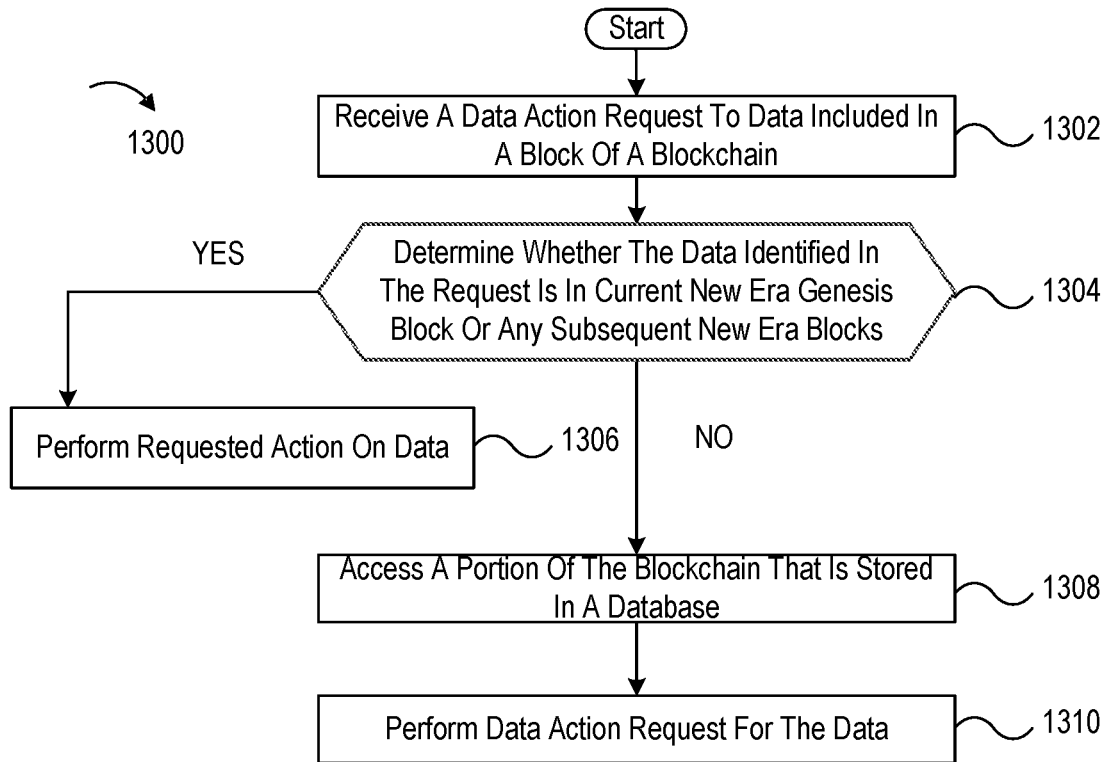 Start
1300
Receive A Data Action Request To Data Included In
A Block Of A Blockchain
1302
YES
Determine Whether The Data Identified In
The Request Is In Current New Era Genesis
Block Or Any Subsequent New Era Blocks
1304
Perform Requested Action On Data
1306
NO
Access A Portion Of The Blockchain That Is Stored
In A Database
1308
Perform Data Action Request For The Data
1310